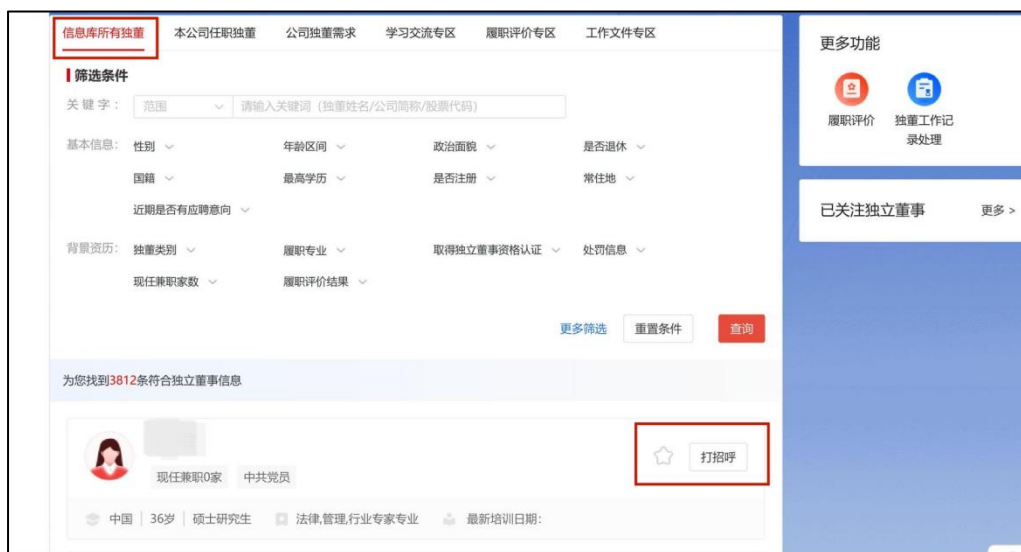 信息库所有独董 本公司任职独董 公司独董需求 学习交流专区 履职评价专区 工作文件专区
筛选条件
关 键 字： 范围 请输入关键词（独董姓名/公司简称/股票代码）
基本信息： 性别 年龄区间 政治面貌 是否退休
国籍 最高学历 是否注册 常住地
近期是否有应聘意向
背景资历： 独董类别 履职专业 取得独立董事资格认证 处罚信息
现任兼职家数 履职评价结果
更多筛选 重置条件 查询
为您找到3812条符合独立董事信息
打招呼
现任兼职0家 中共党员
中国 36岁 硕士研究生 法律,管理,行业专家专业 最新培训日期：
更多功能
履职评价 独董工作记
录处理
已关注独立董事 更多 >